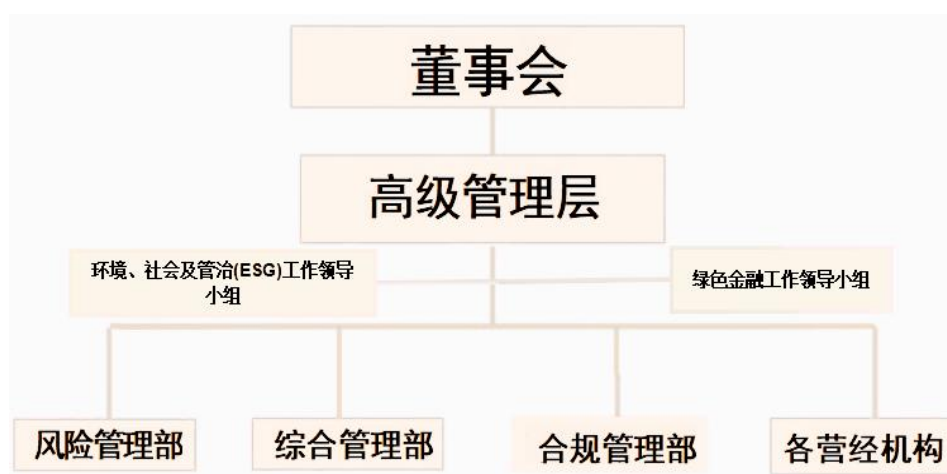 董事会
高级管理层
环境、社会及管治(ESG)工作领导
小组
绿色金融工作领导小组
风险管理部
综合管理部
合规管理部
各营经机构